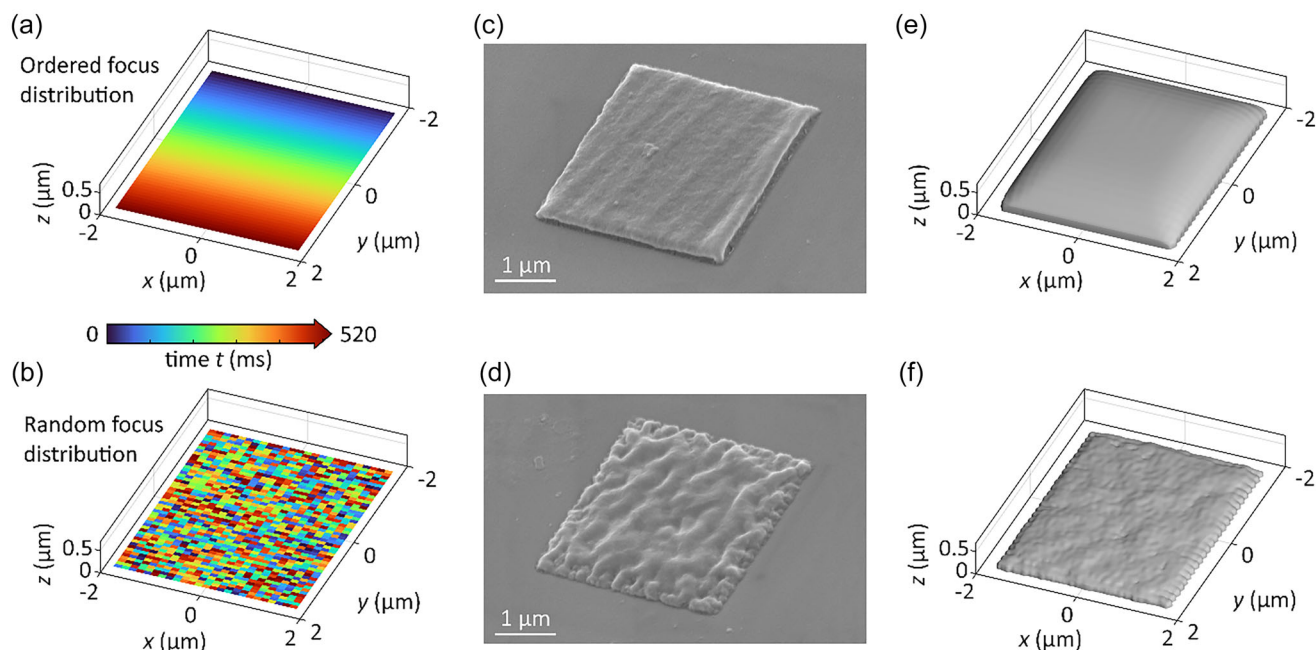 (a)
Ordered focus
distribution
z (µm)
0.5
0
-2
0
2
x (µm)
2
0
-2
y (µm)
(c)
1 µm
(e)
z (µm)
0.5
0
-2
0
2
x (µm)
2
0
-2
y (µm)
0
520
time t (ms)
(b)
Random focus
distribution
z (µm)
0.5
0
-2
0
2
x (µm)
2
0
-2
y (µm)
(d)
1 µm
(f)
z (µm)
0.5
0
-2
0
2
x (µm)
2
0
-2
y (µm)